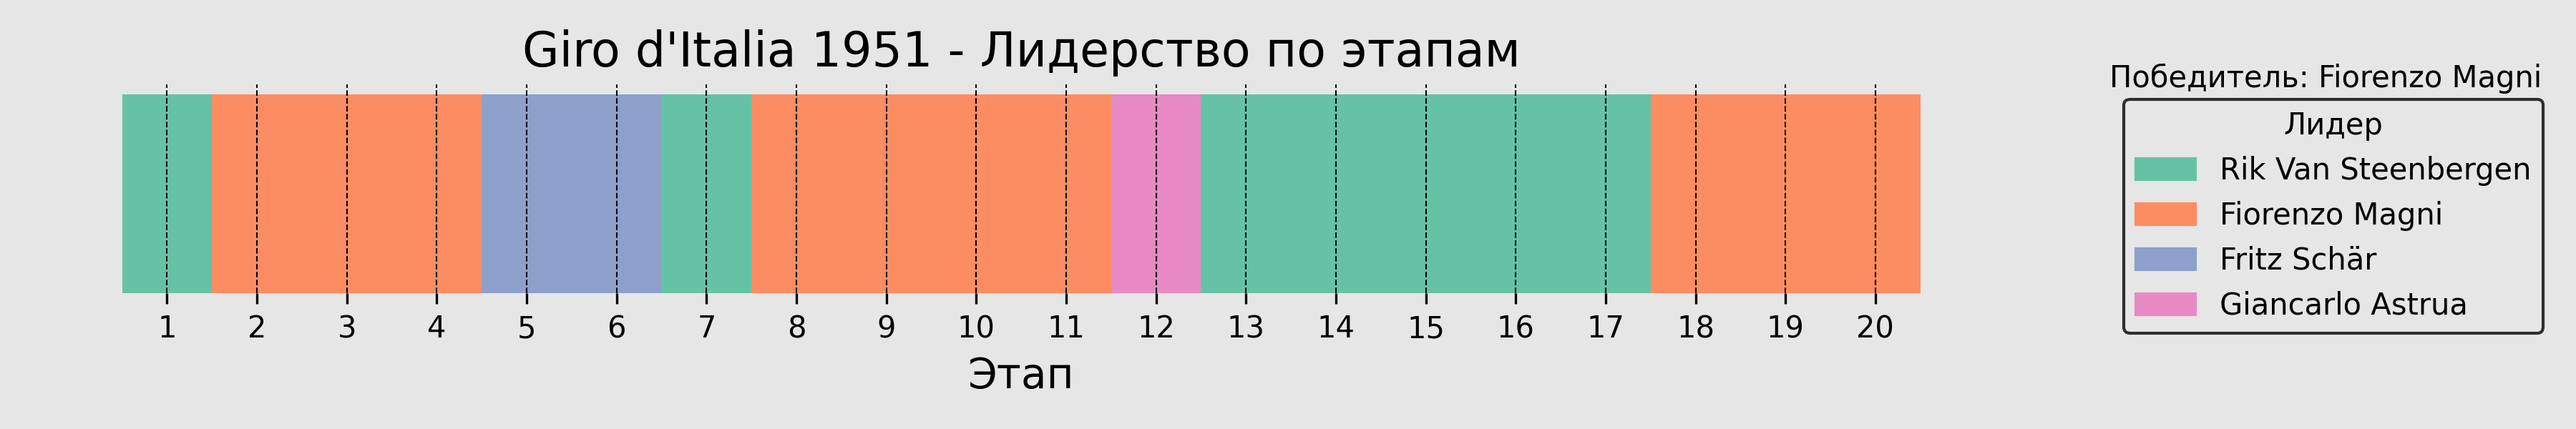 Giro d'Italia 1951 - Лидерство по этапам
1 2 3 4 5 6 7 8 9 10 11 12 13 14 15 16 17 18 19 20
Этап
Победитель: Fiorenzo Magni
Лидер
Rik Van Steenbergen
Fiorenzo Magni
Fritz Schär
Giancarlo Astrua